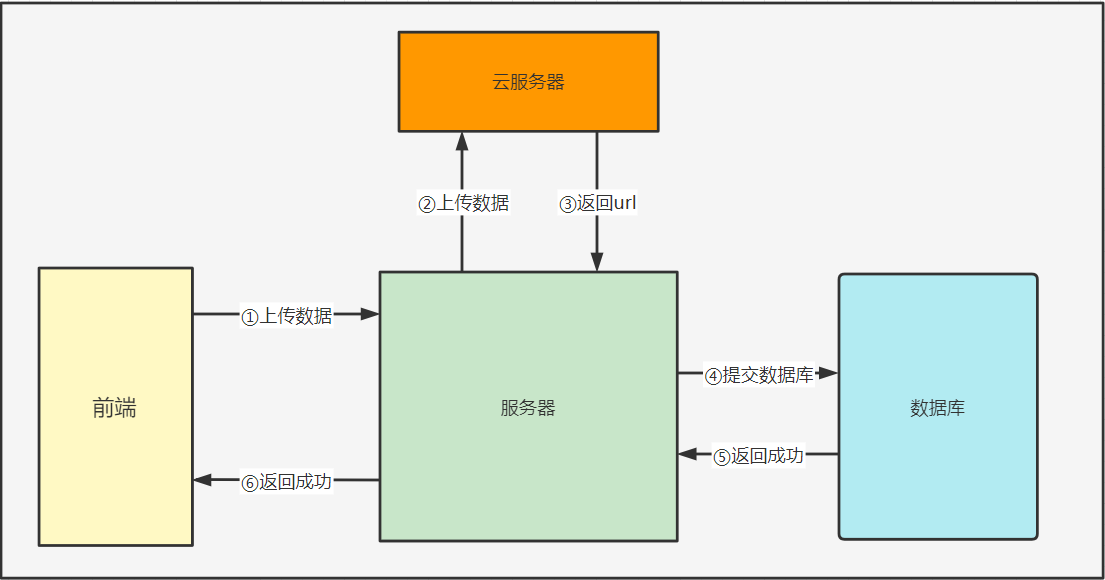 云服务器
②上传数据
③返回url
①上传数据
④提交数据库
前端
服务器
数据库
⑤返回成功
⑥返回成功